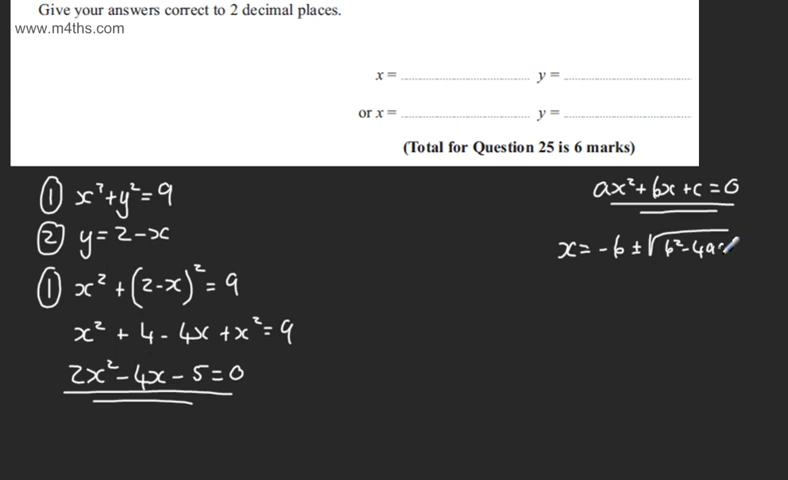 Give your answers correct to 2 decimal places.
www.m4ths.com
x = ........................ y = ........................
or x = ........................ y = ........................
(Total for Question 25 is 6 marks)
① x²+y²=9
② y=2-x
① x²+(2-x)²=9
x²+4-4x+x²=9
2x²-4x-5=0
ax²+bx+c=0
x=-b±√b²-4ac